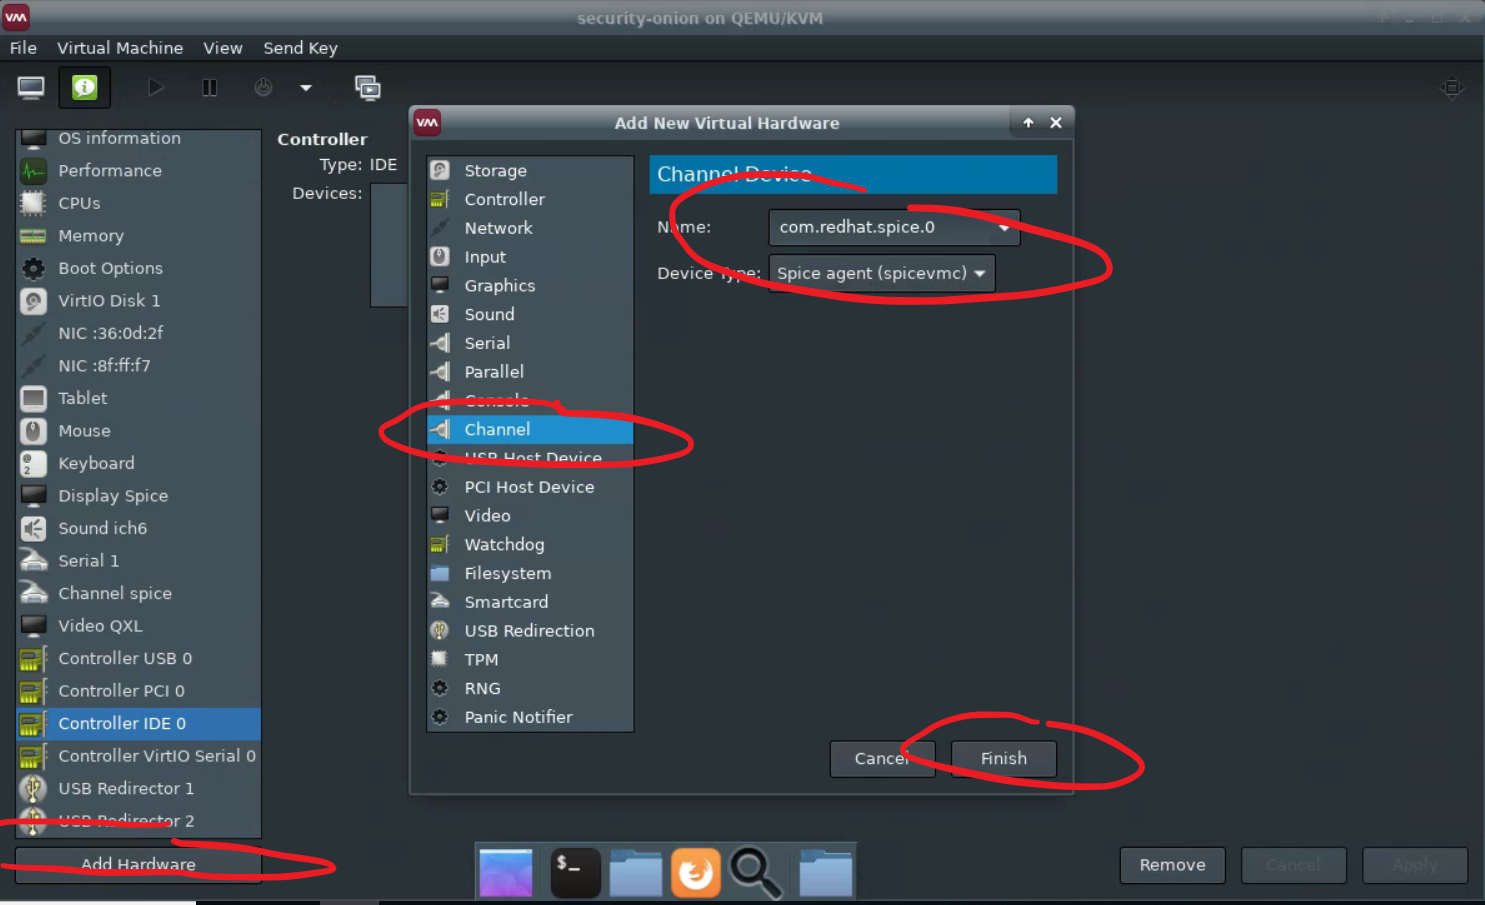 security-onion on QEMU/KVM
File Virtual Machine View Send Key
OS information
Performance
CPUs
Memory
Boot Options
VirtIO Disk 1
NIC :36:0d:2f
NIC :8f:ff:f7
Tablet
Mouse
Keyboard
Display Spice
Sound ich6
Serial 1
Channel spice
Video QXL
Controller USB 0
Controller PCI 0
Controller IDE 0
Controller VirtIO Serial 0
USB Redirector 1
USB Redirector 2
Add Hardware
Controller
Type: IDE
Devices:
Add New Virtual Hardware
Storage
Controller
Network
Input
Graphics
Sound
Serial
Parallel
Console
Channel
USB Host Device
PCI Host Device
Video
Watchdog
Filesystem
Smartcard
USB Redirection
TPM
RNG
Panic Notifier
Channel Device
Name: com.redhat.spice.0
Device Type: Spice agent (spicevmc)
Cancel Finish
Remove Cancel Apply